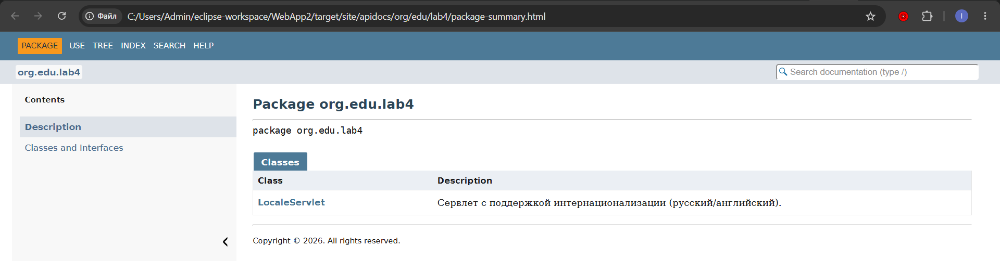 Файл
C:/Users/Admin/eclipse-workspace/WebApp2/target/site/apidocs/org/edu/lab4/package-summary.html
I
PACKAGE USE TREE INDEX SEARCH HELP
org.edu.lab4
Search documentation (type /)
Contents
Description
Classes and Interfaces
Package org.edu.lab4
package org.edu.lab4
Classes
Class Description
LocaleServlet Сервлет с поддержкой интернационализации (русский/английский).
Copyright © 2026. All rights reserved.